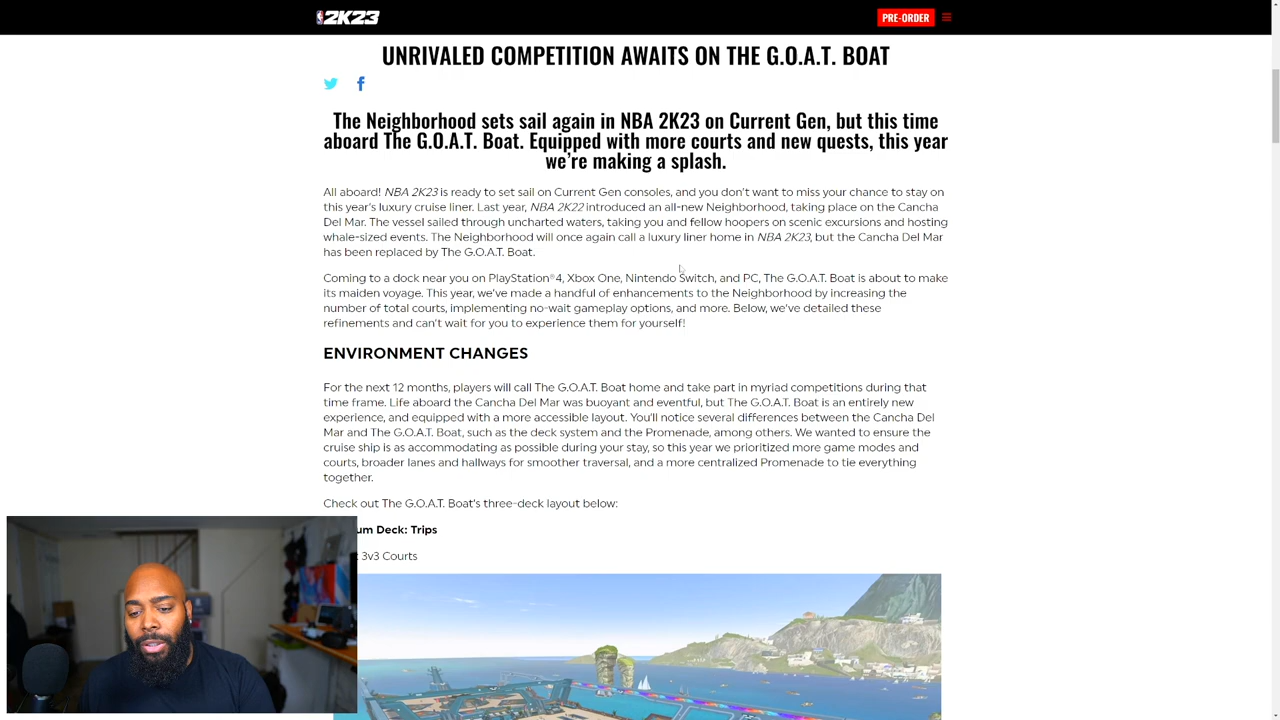 2K23
PRE-ORDER
UNRIVALED COMPETITION AWAITS ON THE G.O.A.T. BOAT
The Neighborhood sets sail again in NBA 2K23 on Current Gen, but this time
aboard The G.O.A.T. Boat. Equipped with more courts and new quests, this year
we're making a splash.
All aboard! NBA 2K23 is ready to set sail on Current Gen consoles, and you don't want to miss your chance to stay on
this year's luxury cruise liner. Last year, NBA 2K22 introduced an all-new Neighborhood, taking place on the Cancha
Del Mar. The vessel sailed through uncharted waters, taking you and fellow hoopers on scenic excursions and hosting
whale-sized events. The Neighborhood will once again call a luxury liner home in NBA 2K23, but the Cancha Del Mar
has been replaced by The G.O.A.T. Boat.
Coming to a dock near you on PlayStation®4, Xbox One, Nintendo Switch, and PC, The G.O.A.T. Boat is about to make
its maiden voyage. This year, we've made a handful of enhancements to the Neighborhood by increasing the
number of total courts, implementing no-wait gameplay options, and more. Below, we've detailed these
refinements and can't wait for you to experience them for yourself!
ENVIRONMENT CHANGES
For the next 12 months, players will call The G.O.A.T. Boat home and take part in myriad competitions during that
time frame. Life aboard the Cancha Del Mar was buoyant and eventful, but The G.O.A.T. Boat is an entirely new
experience, and equipped with a more accessible layout. You'll notice several differences between the Cancha Del
Mar and The G.O.A.T. Boat, such as the deck system and the Promenade, among others. We wanted to ensure the
cruise ship is as accommodating as possible during your stay, so this year we prioritized more game modes and
courts, broader lanes and hallways for smoother traversal, and a more centralized Promenade to tie everything
together.
Check out The G.O.A.T. Boat's three-deck layout below:
um Deck: Trips
: 3v3 Courts